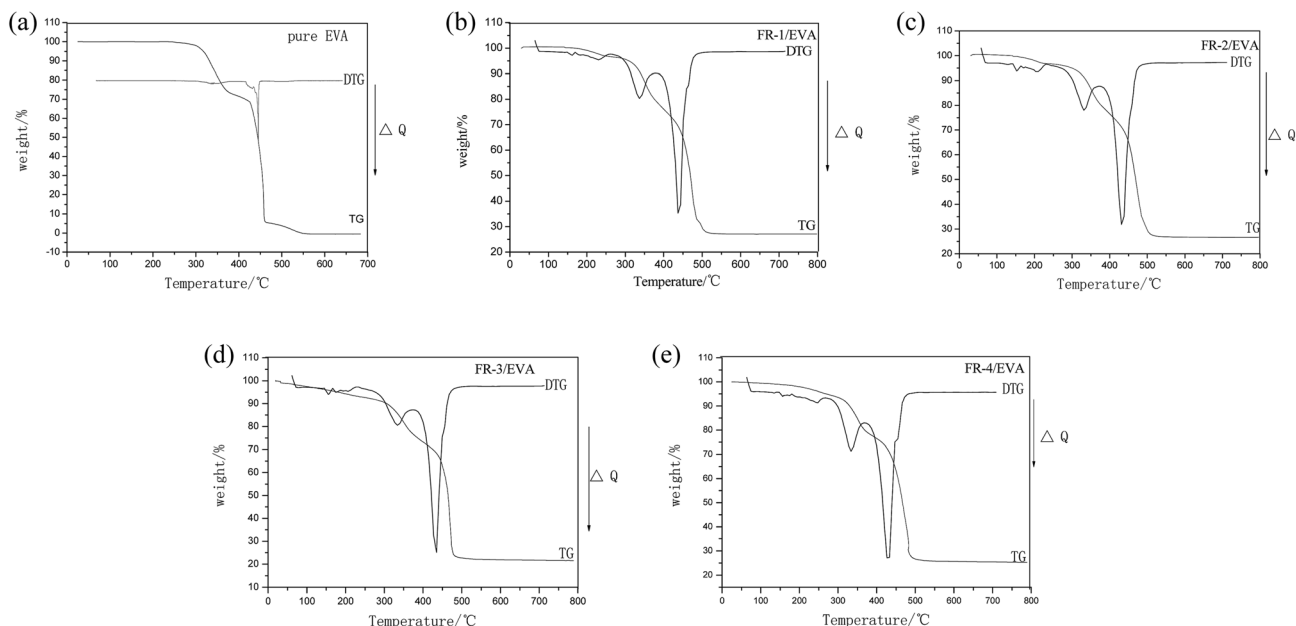 (a)
110
100
90
80
70
60
50
40
30
20
10
0
-10
weight/%
pure EVA
DTG
TG
△ Q
0 100 200 300 400 500 600 700
Temperature/℃
(b)
110
100
90
80
70
60
50
40
30
20
weight/%
FR-1/EVA
DTG
TG
△ Q
0 100 200 300 400 500 600 700 800
Temperature/℃
(c)
110
100
90
80
70
60
50
40
30
20
weight/%
FR-2/EVA
DTG
TG
△ Q
0 100 200 300 400 500 600 700 800
Temperature/℃
(d)
110
100
90
80
70
60
50
40
30
20
10
weight/%
FR-3/EVA
DTG
TG
△ Q
0 100 200 300 400 500 600 700 800
Temperature/℃
(e)
110
100
90
80
70
60
50
40
30
20
weight/%
FR-4/EVA
DTG
TG
△ Q
0 100 200 300 400 500 600 700 800
Temperature/℃